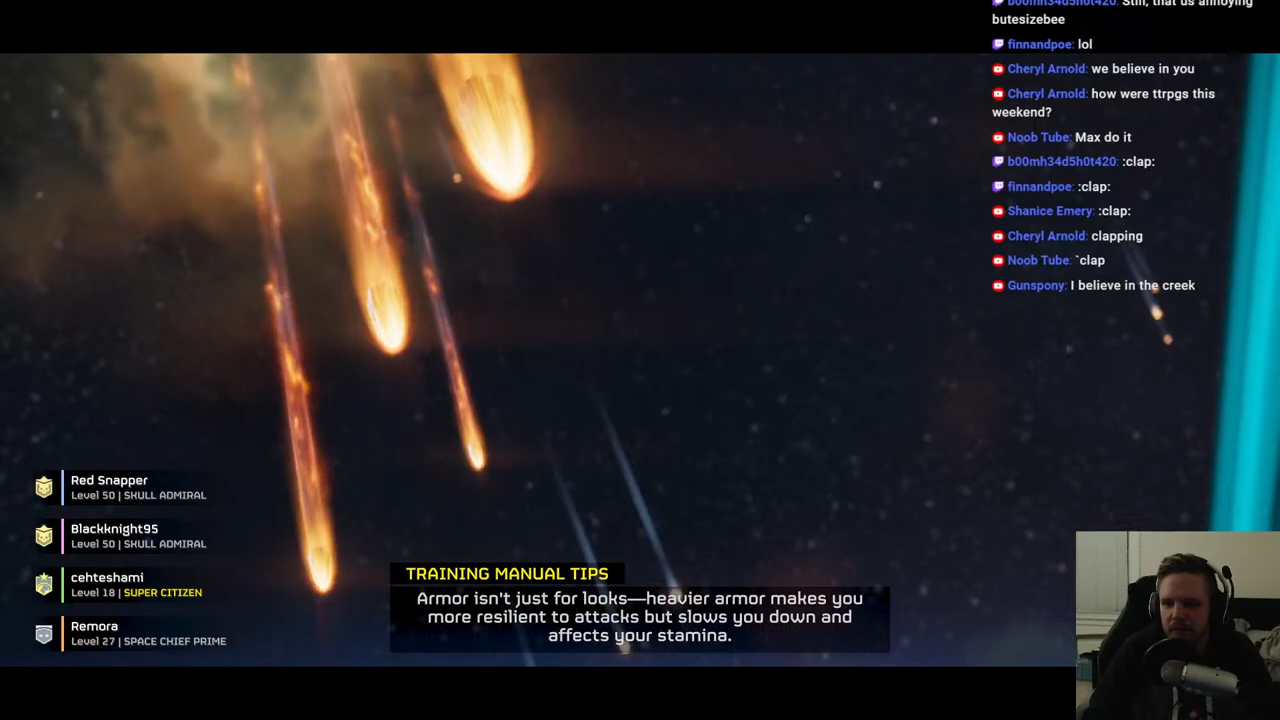 b00mh34d5h0t420: Still, that us annoying
butesizebee
finnandpoe: lol
Cheryl Arnold: we believe in you
Cheryl Arnold: how were ttrpgs this
weekend?
Noob Tube: Max do it
b00mh34d5h0t420: :clap:
finnandpoe: :clap:
Shanice Emery: :clap:
Cheryl Arnold: clapping
Noob Tube: `clap
Gunspony: I believe in the creek
Red Snapper
Level 50 | SKULL ADMIRAL
Blackknight95
Level 50 | SKULL ADMIRAL
cehteshami
Level 18 | SUPER CITIZEN
Remora
Level 27 | SPACE CHIEF PRIME
TRAINING MANUAL TIPS
Armor isn't just for looks—heavier armor makes you
more resilient to attacks but slows you down and
affects your stamina.